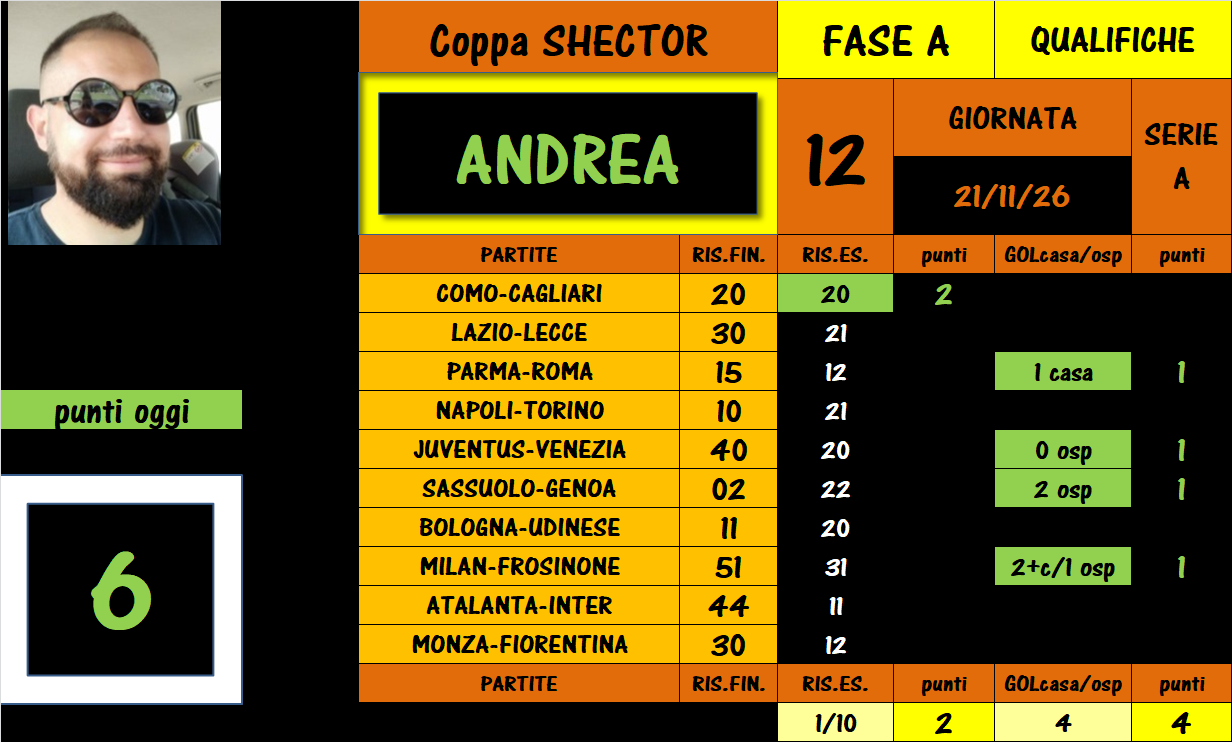 Coppa SHECTOR FASE A QUALIFICHE
ANDREA 12 GIORNATA SERIE A
21/11/26
punti oggi
6
PARTITE RIS.FIN. RIS.ES. punti GOLcasa/osp punti
COMO-CAGLIARI 20 20 2
LAZIO-LECCE 30 21
PARMA-ROMA 15 12 1 casa 1
NAPOLI-TORINO 10 21
JUVENTUS-VENEZIA 40 20 0 osp 1
SASSUOLO-GENOA 02 22 2 osp 1
BOLOGNA-UDINESE 11 20
MILAN-FROSINONE 51 31 2+c/1 osp 1
ATALANTA-INTER 44 11
MONZA-FIORENTINA 30 12
PARTITE RIS.FIN. RIS.ES. punti GOLcasa/osp punti
1/10 2 4 4